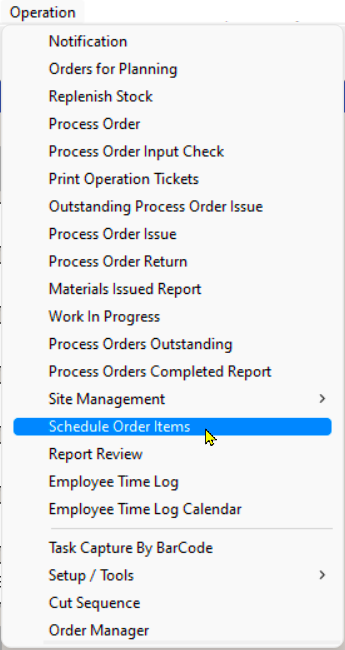 Operation
Notification
Orders for Planning
Replenish Stock
Process Order
Process Order Input Check
Print Operation Tickets
Outstanding Process Order Issue
Process Order Issue
Process Order Return
Materials Issued Report
Work In Progress
Process Orders Outstanding
Process Orders Completed Report
Site Management
Schedule Order Items
Report Review
Employee Time Log
Employee Time Log Calendar
Task Capture By BarCode
Setup / Tools
Cut Sequence
Order Manager